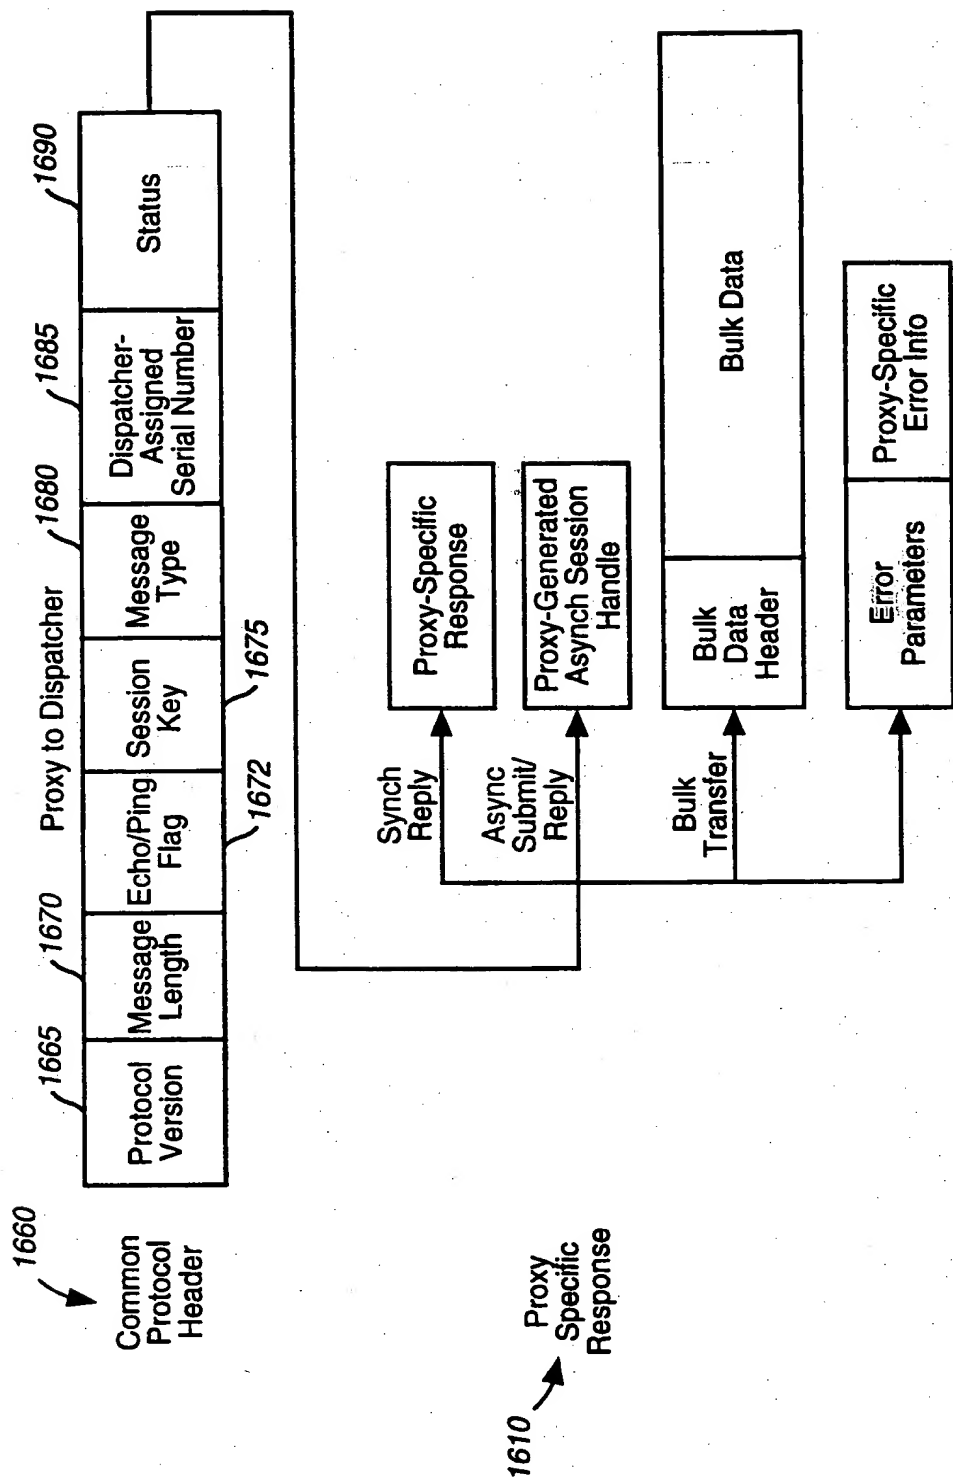 Proxy to Dispatcher
1660
Common
Protocol
Header
1665
Protocol
Version
1670
Message
Length
Echo/Ping
Flag
1672
Session
Key
1675
1680
Message
Type
1685
Dispatcher-
Assigned
Serial Number
1690
Status
1610
Proxy
Specific
Response
Synch
Reply
Proxy-Specific
Response
Async
Submit/
Reply
Proxy-Generated
Asynch Session
Handle
Bulk
Transfer
Bulk
Data
Header
Bulk Data
Error
Parameters
Proxy-Specific
Error Info